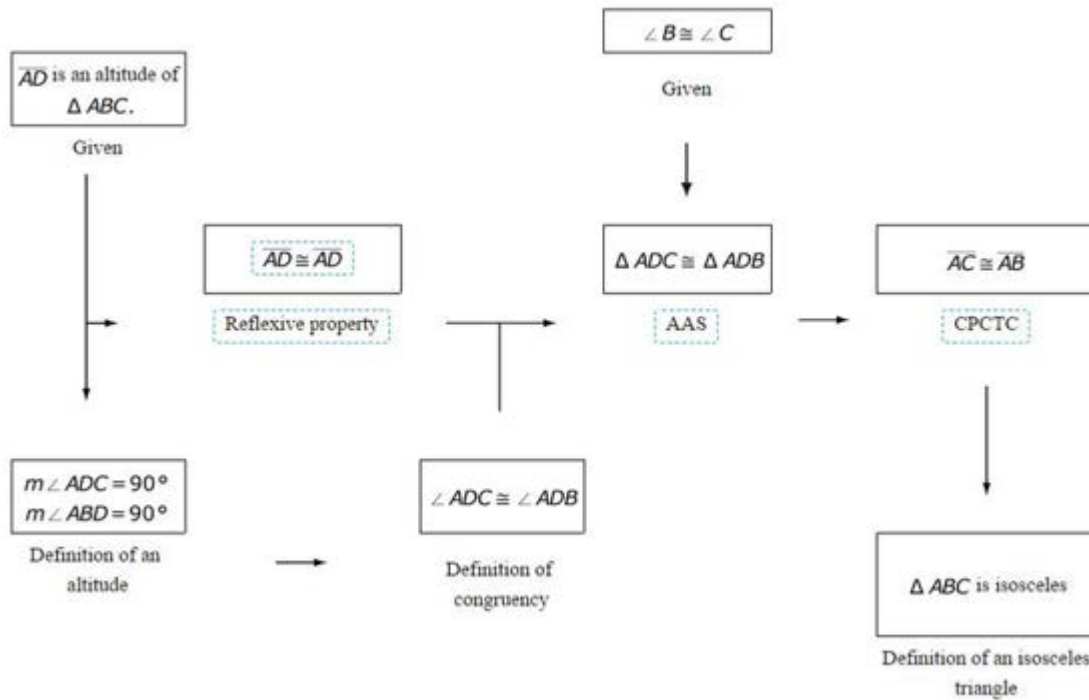 ∠B ≅ ∠C
Given
AD is an altitude of
Δ ABC.
Given
AD ≅ AD
Reflexive property
Δ ADC ≅ Δ ADB
AAS
AC ≅ AB
CPCTC
m∠ADC = 90°
m∠ABD = 90°
Definition of an
altitude
∠ADC ≅ ∠ADB
Definition of
congruency
Δ ABC is isosceles
Definition of an isosceles
triangle